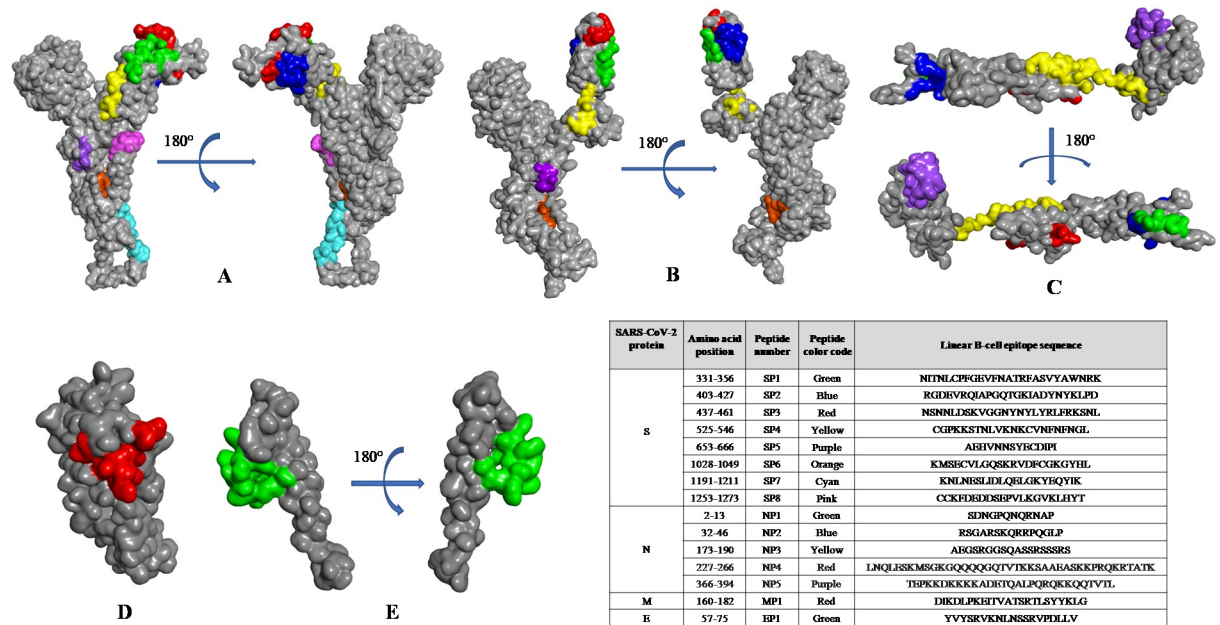 180°
A
180°
B
180°
C
D
180°
E
SARS-CoV-2 protein Amino acid position Peptide number Peptide color code Linear B-cell epitope sequence
S
331-356 SP1 Green NITNLCPFGEVFNATRFASVYAWNRK
403-427 SP2 Blue RGDEVRQIAPGQTGKIADYNYKLPD
437-461 SP3 Red NSNNLDSKVGGNYNYLYRLFRKSNL
525-546 SP4 Yellow CGPKKSTNLVKNKCVNFNFNGL
653-666 SP5 Purple AEHVNNSYECDIPI
1028-1049 SP6 Orange KMSECVLGQSKRVDFCGKGYHL
1191-1211 SP7 Cyan KNLNESLIDLQELGKYEQYIK
1253-1273 SP8 Pink CCKFDEDDSEPVLKGVKLHYT
N
2-13 NP1 Green SDNGPQNQRNAP
32-46 NP2 Blue RSGARSKQRRPQGLP
173-190 NP3 Yellow AEGSRGGSQASSRSSSRS
227-266 NP4 Red LNQLESKMSGKGQQQQGQTVTKKSAAEASKKPRQKRTATK
366-394 NP5 Purple TEPKKDKKKKADETQALPQRQKKQQTVTL
M 160-182 MP1 Red DIKDLPKEITVATSRTLSYYKLG
E 57-75 EP1 Green YVYSRVKNLNSSRVPDLLV